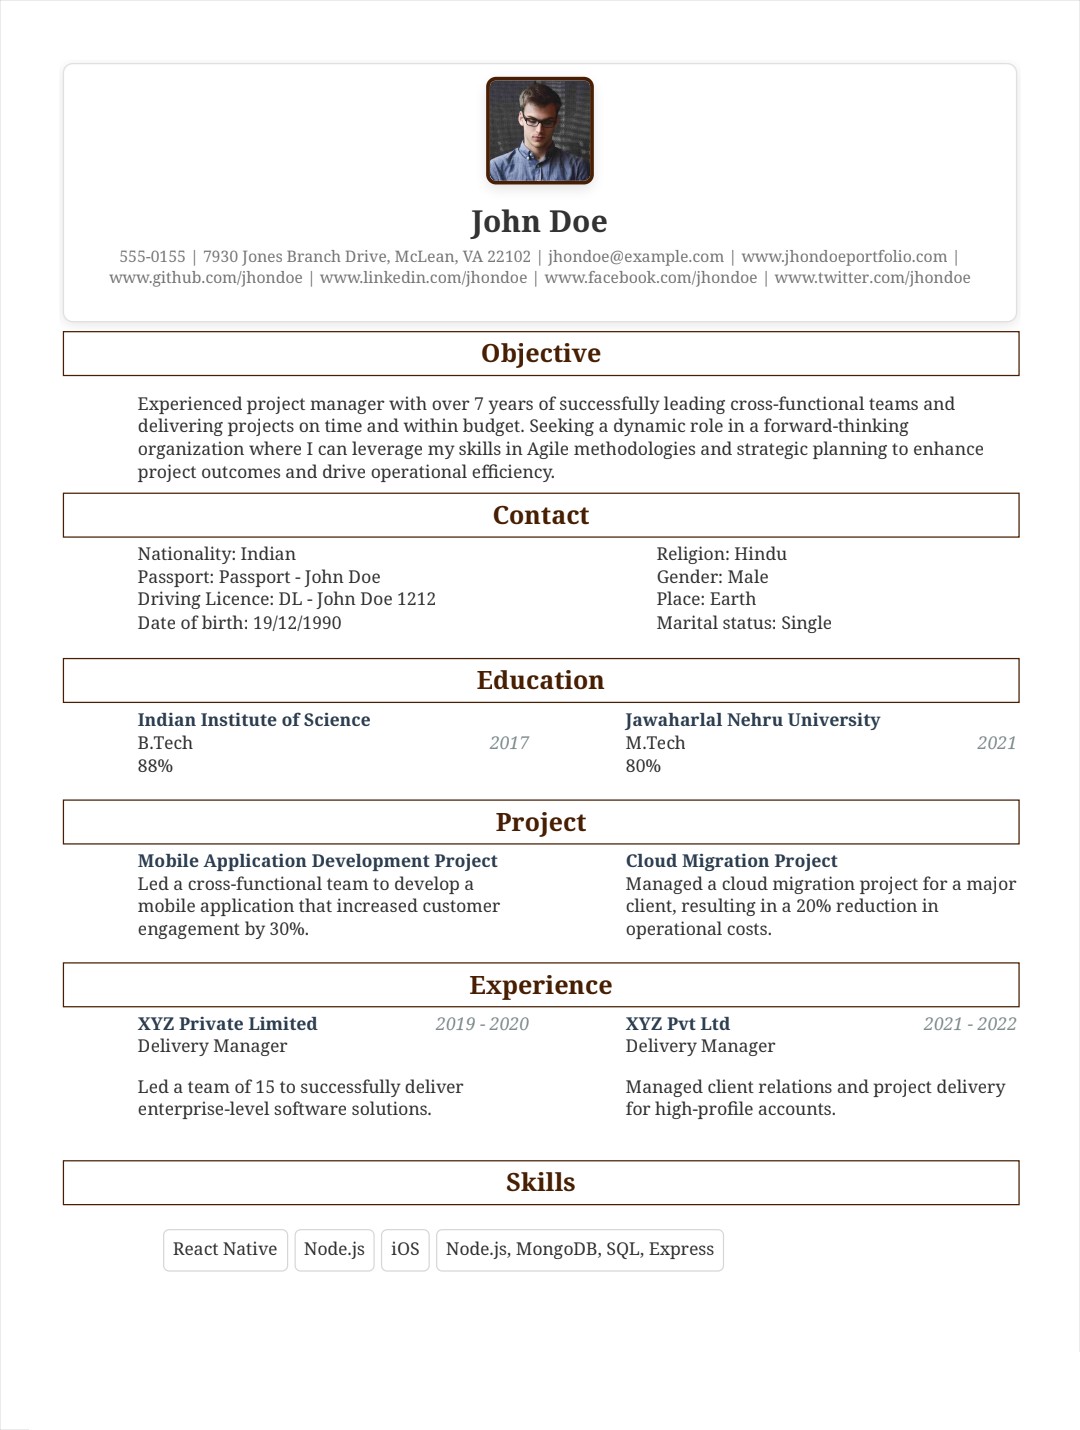 John Doe
555-0155 | 7930 Jones Branch Drive, McLean, VA 22102 | jhondoe@example.com | www.jhondoeportfolio.com |
www.github.com/jhondoe | www.linkedin.com/jhondoe | www.facebook.com/jhondoe | www.twitter.com/jhondoe
Objective
Experienced project manager with over 7 years of successfully leading cross-functional teams and
delivering projects on time and within budget. Seeking a dynamic role in a forward-thinking
organization where I can leverage my skills in Agile methodologies and strategic planning to enhance
project outcomes and drive operational efficiency.
Contact
Nationality: Indian
Passport: Passport - John Doe
Driving Licence: DL - John Doe 1212
Date of birth: 19/12/1990
Religion: Hindu
Gender: Male
Place: Earth
Marital status: Single
Education
Indian Institute of Science
B.Tech 2017
88%
Jawaharlal Nehru University
M.Tech 2021
80%
Project
Mobile Application Development Project
Led a cross-functional team to develop a
mobile application that increased customer
engagement by 30%.
Cloud Migration Project
Managed a cloud migration project for a major
client, resulting in a 20% reduction in
operational costs.
Experience
XYZ Private Limited 2019 - 2020
Delivery Manager
Led a team of 15 to successfully deliver
enterprise-level software solutions.
XYZ Pvt Ltd 2021 - 2022
Delivery Manager
Managed client relations and project delivery
for high-profile accounts.
Skills
React Native Node.js iOS Node.js, MongoDB, SQL, Express